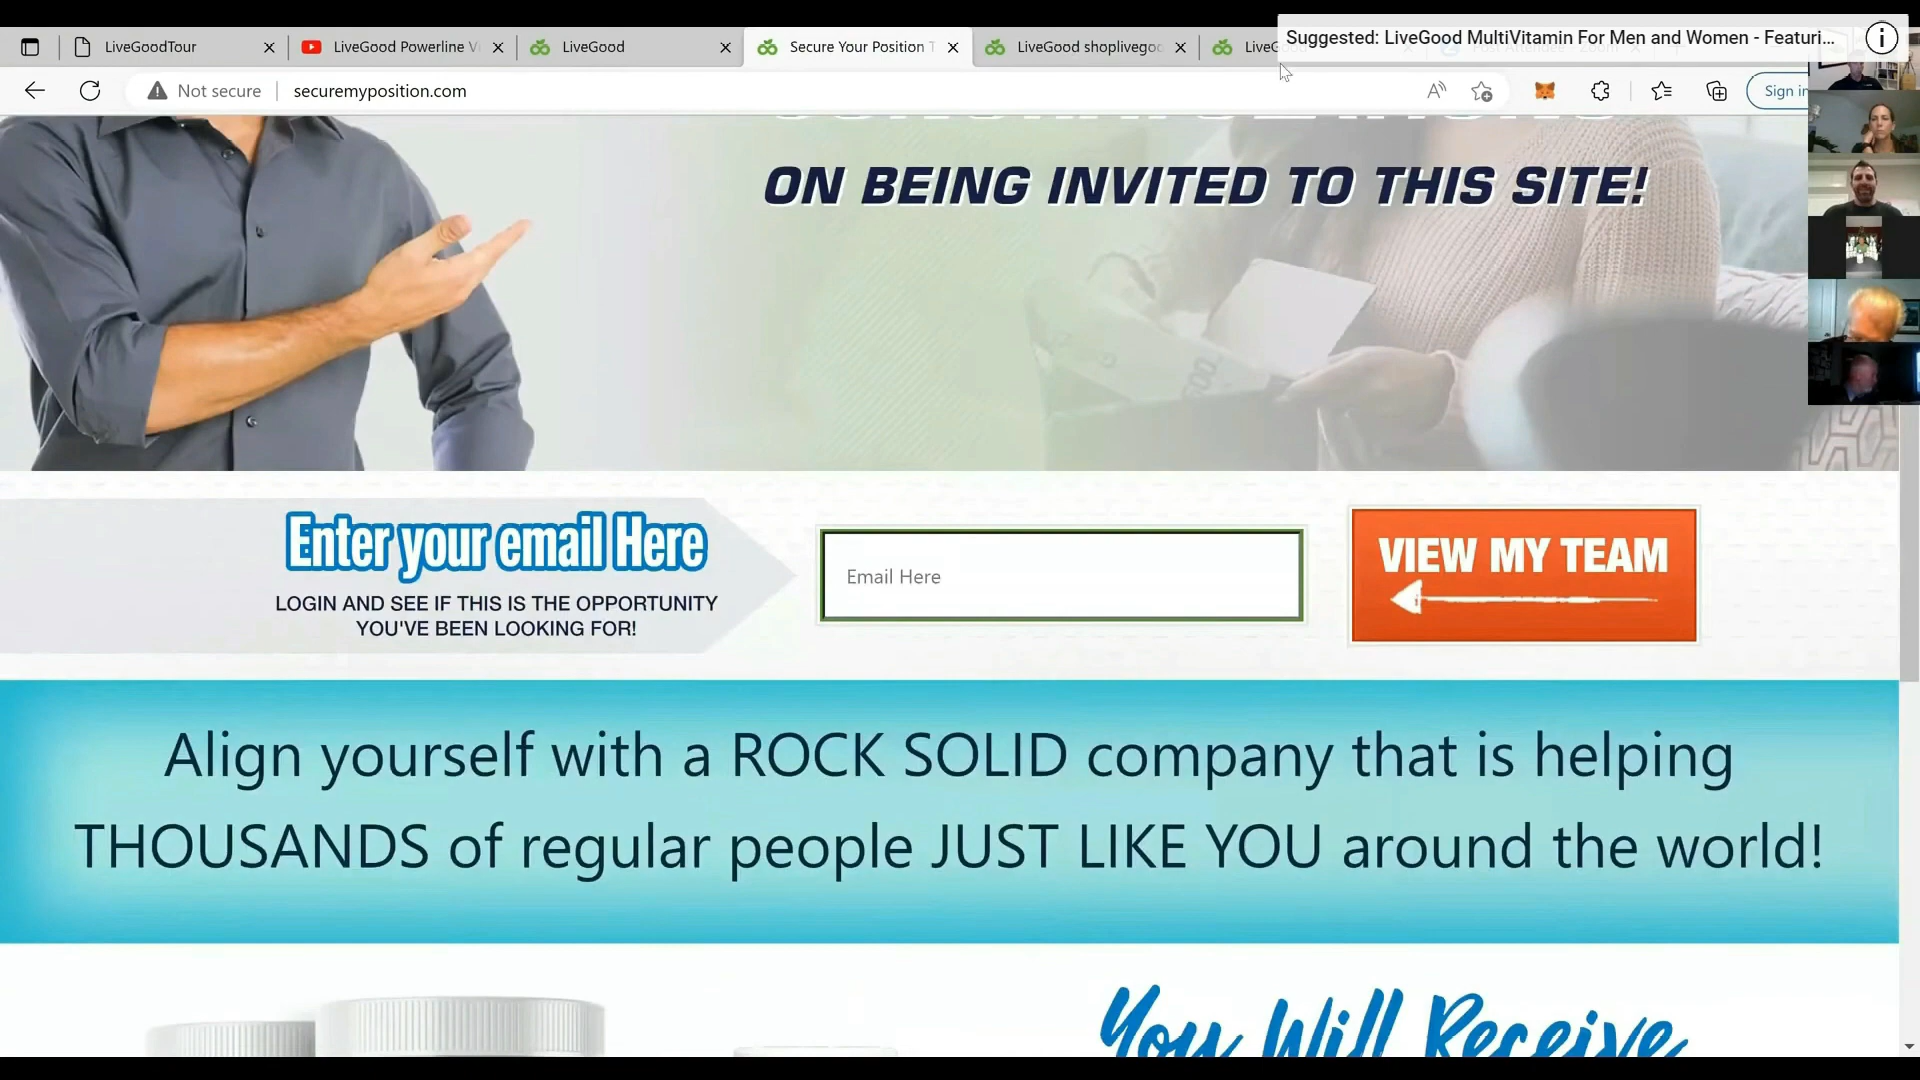 LiveGoodTour
LiveGood Powerline V
LiveGood
Secure Your Position T
LiveGood shoplivegoo
Suggested: LiveGood MultiVitamin For Men and Women - Featuri...
Not secure
securemyposition.com
Sign in
ON BEING INVITED TO THIS SITE!
Enter your email Here
LOGIN AND SEE IF THIS IS THE OPPORTUNITY
YOU'VE BEEN LOOKING FOR!
Email Here
VIEW MY TEAM
Align yourself with a ROCK SOLID company that is helping
THOUSANDS of regular people JUST LIKE YOU around the world!
You Will Receive